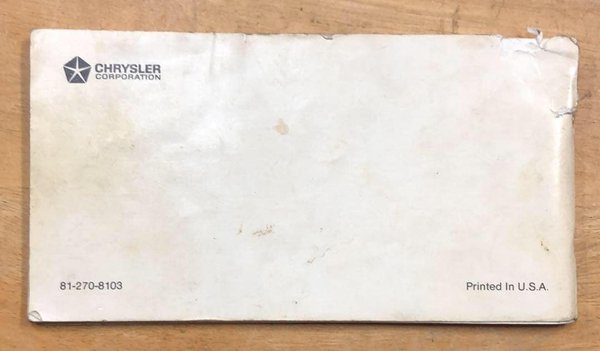 CHRYSLER
CORPORATION
81-270-8103
Printed In U.S.A.